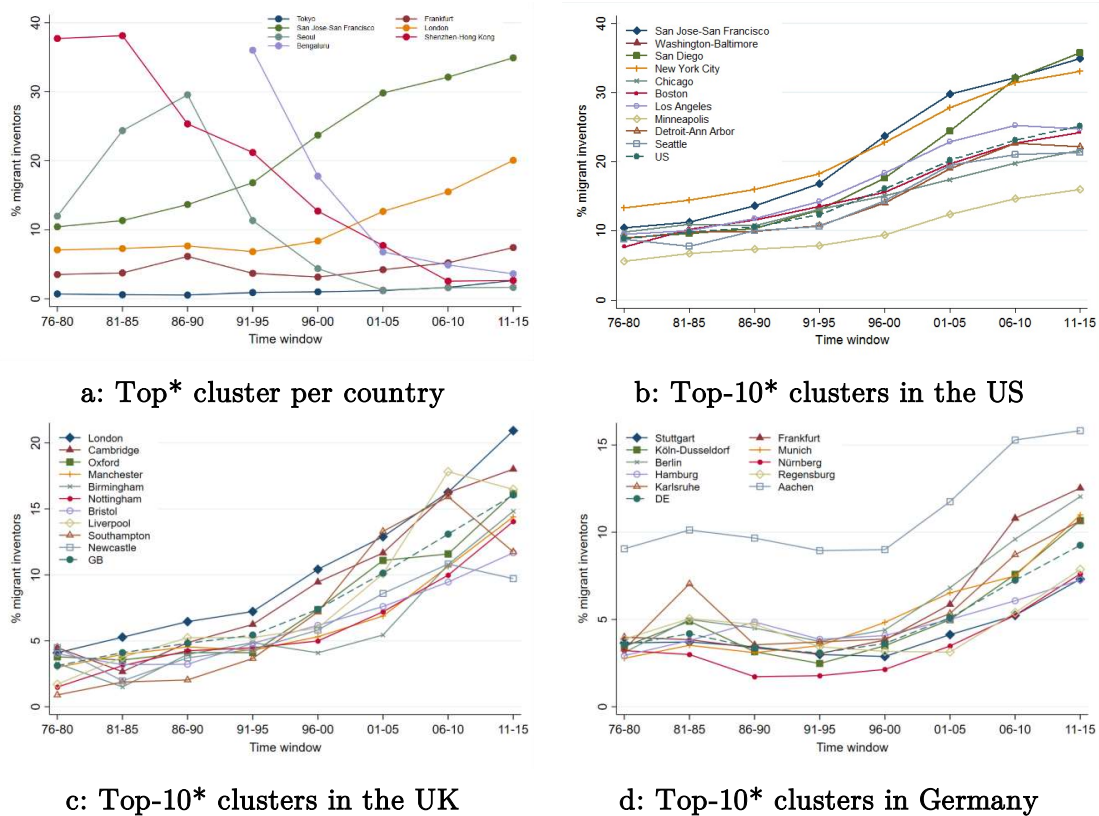 40
30
20
10
0
% migrant inventors
Tokyo
San Jose-San Francisco
Seoul
Bengaluru
Frankfurt
London
Shenzhen-Hong Kong
76-80 81-85 86-90 91-95 96-00 01-05 06-10 11-15
Time window
a: Top* cluster per country
40
30
20
10
0
% migrant inventors
San Jose-San Francisco
Washington-Baltimore
San Diego
New York City
Chicago
Boston
Los Angeles
Minneapolis
Detroit-Ann Arbor
Seattle
US
76-80 81-85 86-90 91-95 96-00 01-05 06-10 11-15
Time window
b: Top-10* clusters in the US
20
15
10
5
0
% migrant inventors
London
Cambridge
Oxford
Manchester
Birmingham
Nottingham
Bristol
Liverpool
Southampton
Newcastle
GB
76-80 81-85 86-90 91-95 96-00 01-05 06-10 11-15
Time window
c: Top-10* clusters in the UK
15
10
5
0
% migrant inventors
Stuttgart
Köln-Dusseldorf
Berlin
Hamburg
Karlsruhe
DE
Frankfurt
Munich
Nürnberg
Regensburg
Aachen
76-80 81-85 86-90 91-95 96-00 01-05 06-10 11-15
Time window
d: Top-10* clusters in Germany